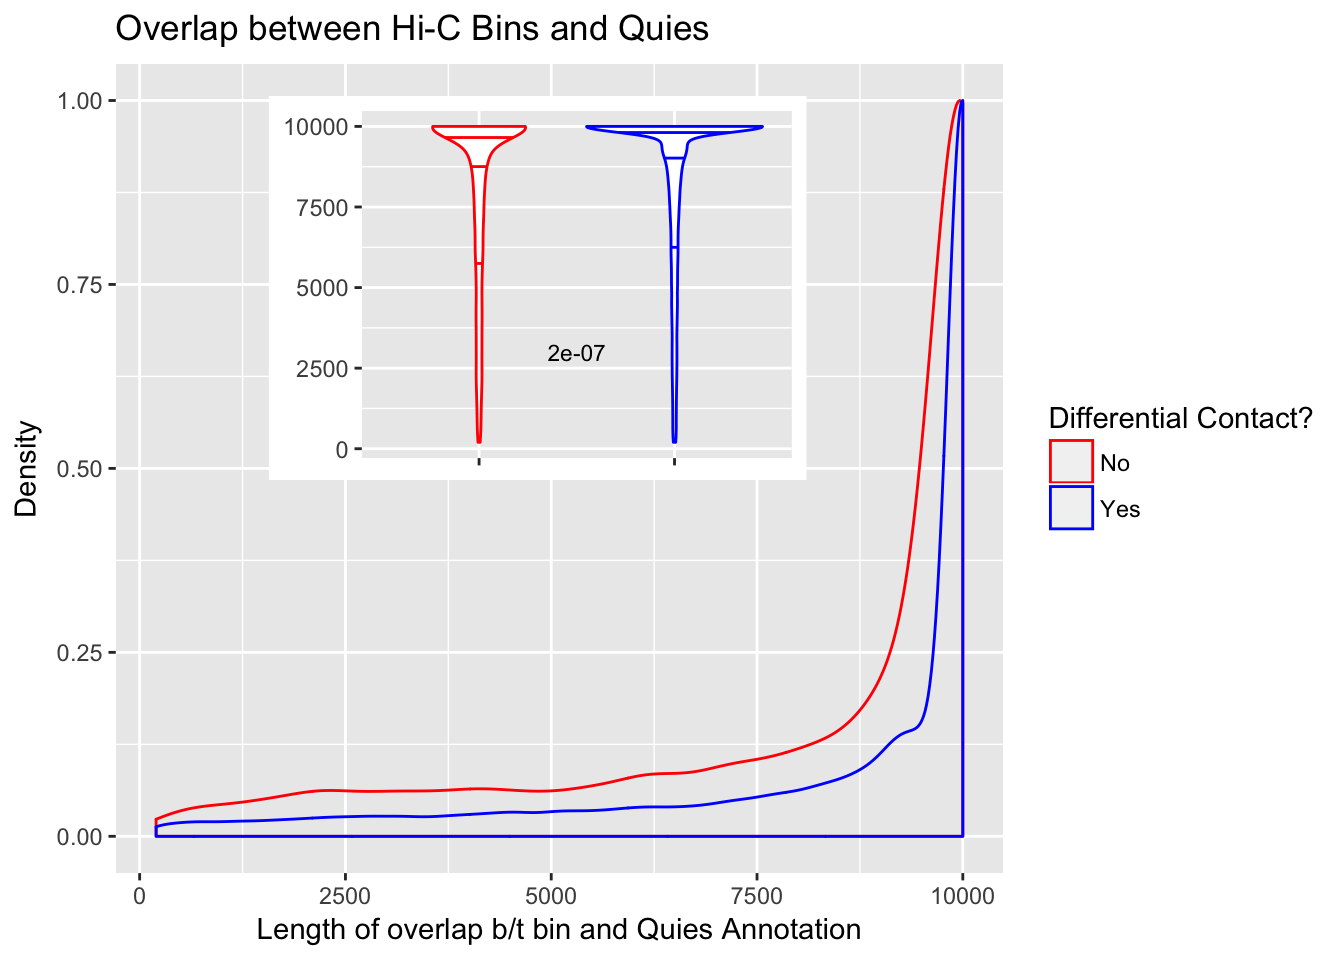 Overlap between Hi-C Bins and Quies
1.00
0.75
0.50
0.25
0.00
Density
10000
7500
5000
2500
0
2e-07
0
2500
5000
7500
10000
Length of overlap b/t bin and Quies Annotation
Differential Contact?
No
Yes